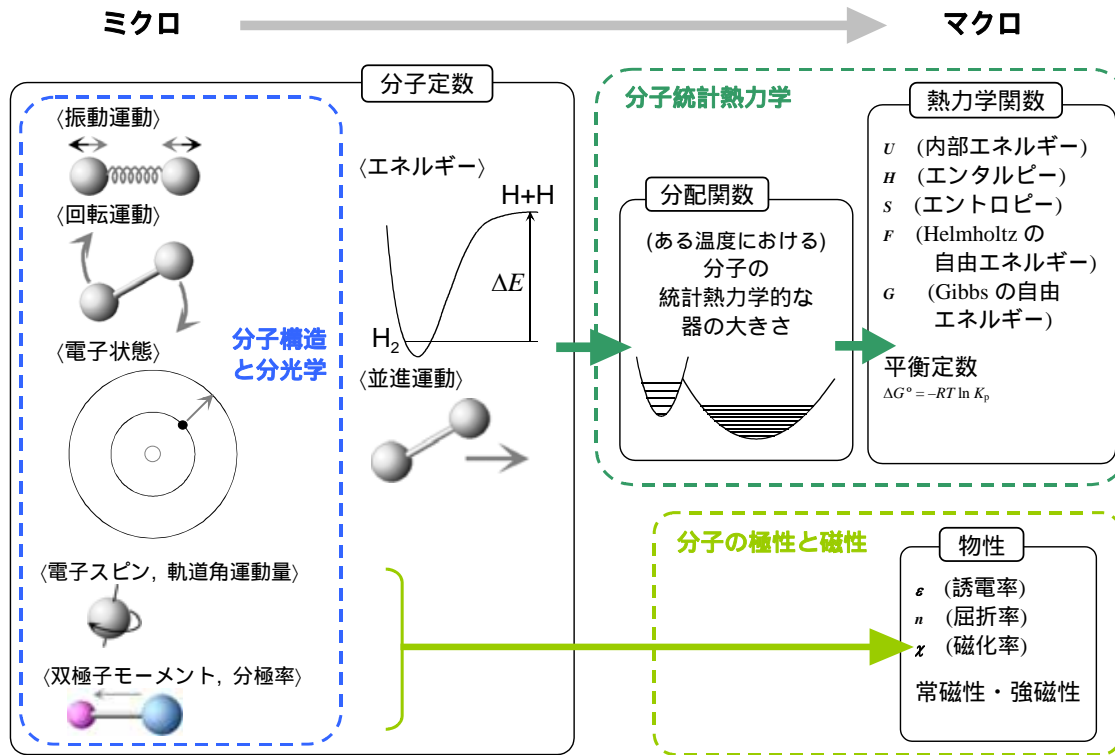 ミクロ
マクロ
分子定数
〈振動運動〉
〈回転運動〉
〈電子状態〉
分子構造
と分光学
〈電子スピン, 軌道角運動量〉
〈双極子モーメント, 分極率〉
〈エネルギー〉
H+H
ΔE
H₂
〈並進運動〉
分子統計熱力学
分配関数
(ある温度における)
分子の
統計熱力学的な
器の大きさ
熱力学関数
U (内部エネルギー)
H (エンタルピー)
S (エントロピー)
F (Helmholtz の
自由エネルギー)
G (Gibbs の自由
エネルギー)
平衡定数
ΔG° = –RT ln Kₚ
分子の極性と磁性
物性
ε (誘電率)
n (屈折率)
χ (磁化率)
常磁性・強磁性